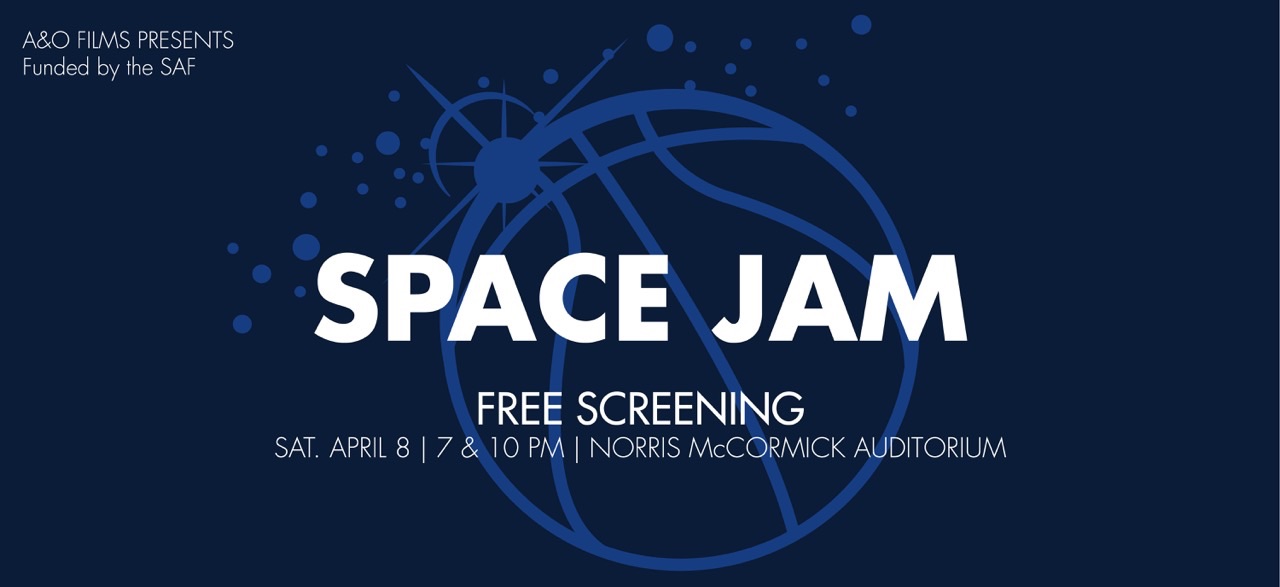 A&O FILMS PRESENTS
Funded by the SAF
SPACE JAM
FREE SCREENING
SAT. APRIL 8 | 7 & 10 PM | NORRIS McCORMICK AUDITORIUM